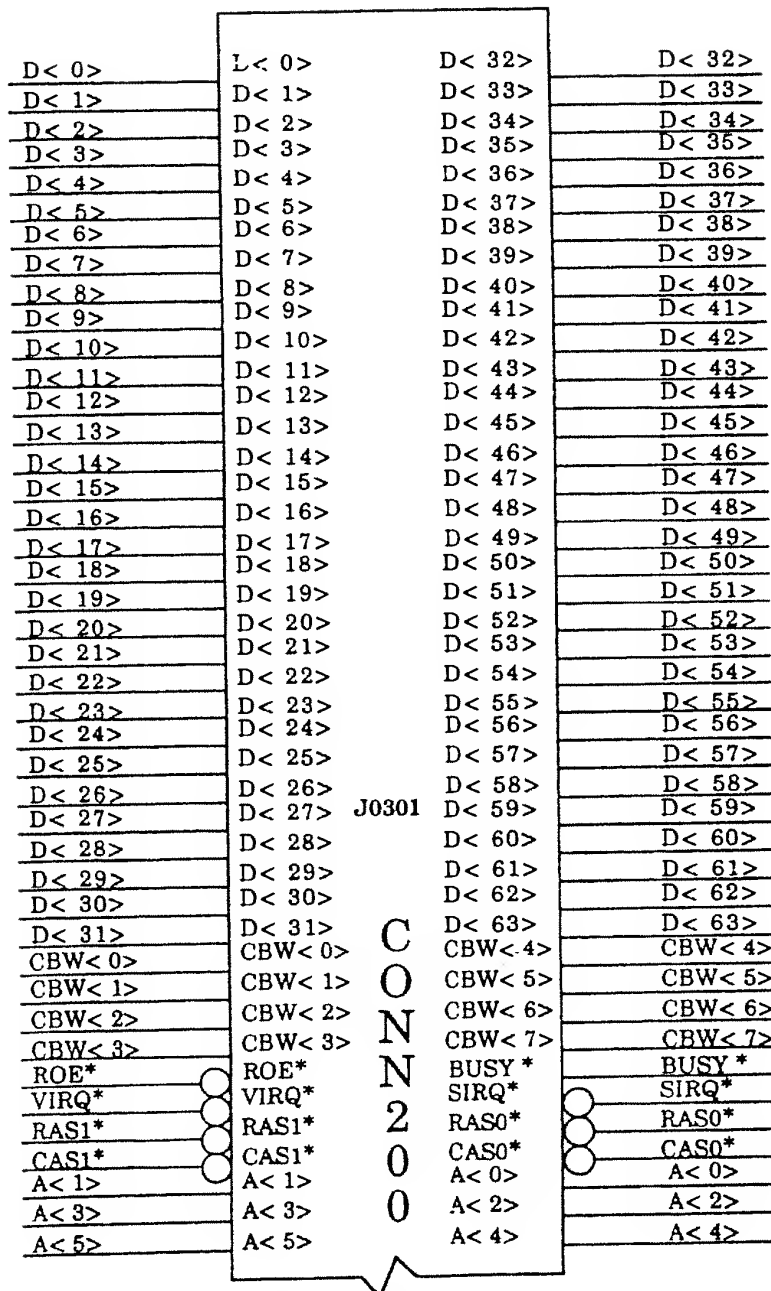 D< 0> L< 0> D< 32> D< 32>
D< 1> D< 1> D< 33> D< 33>
D< 2> D< 2> D< 34> D< 34>
D< 3> D< 3> D< 35> D< 35>
D< 4> D< 4> D< 36> D< 36>
D< 5> D< 5> D< 37> D< 37>
D< 6> D< 6> D< 38> D< 38>
D< 7> D< 7> D< 39> D< 39>
D< 8> D< 8> D< 40> D< 40>
D< 9> D< 9> D< 41> D< 41>
D< 10> D< 10> D< 42> D< 42>
D< 11> D< 11> D< 43> D< 43>
D< 12> D< 12> D< 44> D< 44>
D< 13> D< 13> D< 45> D< 45>
D< 14> D< 14> D< 46> D< 46>
D< 15> D< 15> D< 47> D< 47>
D< 16> D< 16> D< 48> D< 48>
D< 17> D< 17> D< 49> D< 49>
D< 18> D< 18> D< 50> D< 50>
D< 19> D< 19> D< 51> D< 51>
D< 20> D< 20> D< 52> D< 52>
D< 21> D< 21> D< 53> D< 53>
D< 22> D< 22> D< 54> D< 54>
D< 23> D< 23> D< 55> D< 55>
D< 24> D< 24> D< 56> D< 56>
D< 25> D< 25> D< 57> D< 57>
D< 26> D< 26> D< 58> D< 58>
D< 27> D< 27> J0301 D< 59> D< 59>
D< 28> D< 28> D< 60> D< 60>
D< 29> D< 29> D< 61> D< 61>
D< 30> D< 30> D< 62> D< 62>
D< 31> D< 31> D< 63> D< 63>
CBW< 0> CBW< 0> CBW< 4> CBW< 4>
CBW< 1> CBW< 1> CBW< 5> CBW< 5>
CBW< 2> CBW< 2> CBW< 6> CBW< 6>
CBW< 3> CBW< 3> CBW< 7> CBW< 7>
ROE* ROE* BUSY * BUSY *
VIRQ* VIRQ* SIRQ* SIRQ*
RAS1* RAS1* RAS0* RAS0*
CAS1* CAS1* CAS0* CAS0*
A< 1> A< 1> A< 0> A< 0>
A< 3> A< 3> A< 2> A< 2>
A< 5> A< 5> A< 4> A< 4>
CONN200